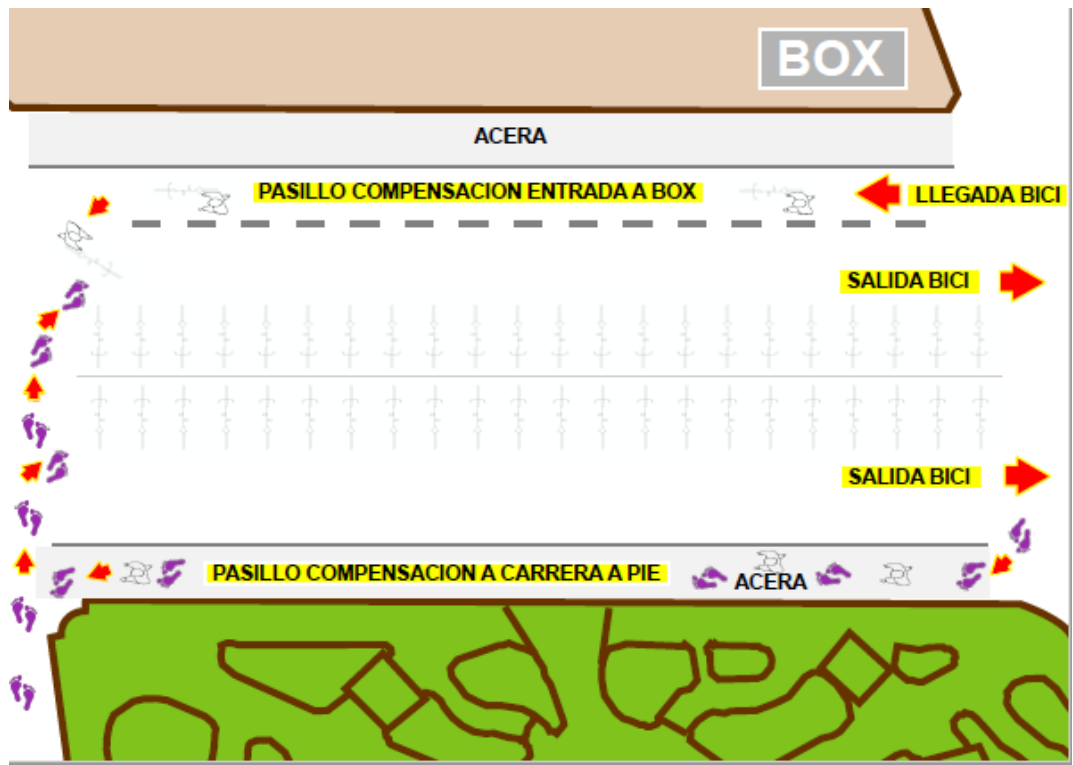 BOX
ACERA
PASILLO COMPENSACION ENTRADA A BOX
LLEGADA BICI
SALIDA BICI
SALIDA BICI
PASILLO COMPENSACION A CARRERA A PIE
ACERA